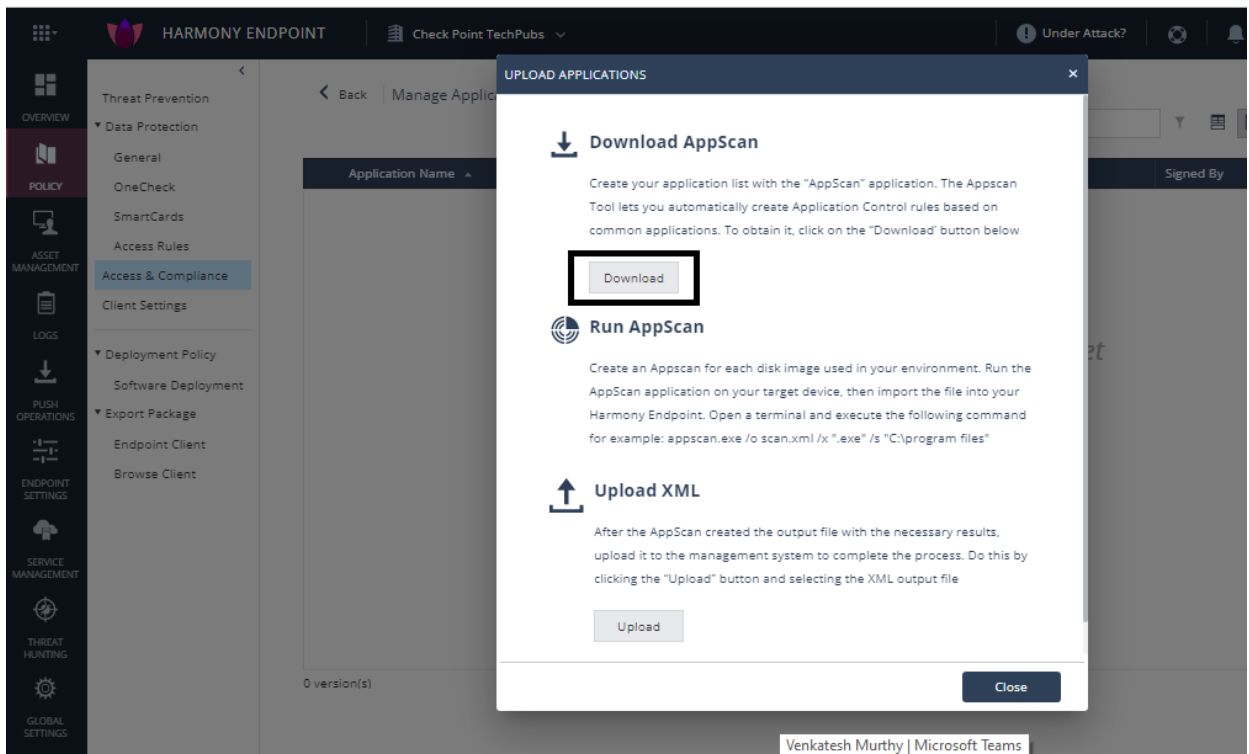 HARMONY ENDPOINT
Check Point TechPubs
Under Attack?
OVERVIEW
POLICY
ASSET
MANAGEMENT
LOGS
PUSH
OPERATIONS
ENDPOINT
SETTINGS
SERVICE
MANAGEMENT
THREAT
HUNTING
GLOBAL
SETTINGS
Threat Prevention
Data Protection
General
OneCheck
SmartCards
Access Rules
Access & Compliance
Client Settings
Deployment Policy
Software Deployment
Export Package
Endpoint Client
Browse Client
Back
Manage Applic
Application Name
Signed By
et
0 version(s)
UPLOAD APPLICATIONS
Download AppScan
Create your application list with the "AppScan" application. The Appscan
Tool lets you automatically create Application Control rules based on
common applications. To obtain it, click on the "Download' button below
Download
Run AppScan
Create an Appscan for each disk image used in your environment. Run the
AppScan application on your target device, then import the file into your
Harmony Endpoint. Open a terminal and execute the following command
for example: appscan.exe /o scan.xml /x ".exe" /s "C:\program files"
Upload XML
After the AppScan created the output file with the necessary results,
upload it to the management system to complete the process. Do this by
clicking the "Upload" button and selecting the XML output file
Upload
Close
Venkatesh Murthy | Microsoft Teams